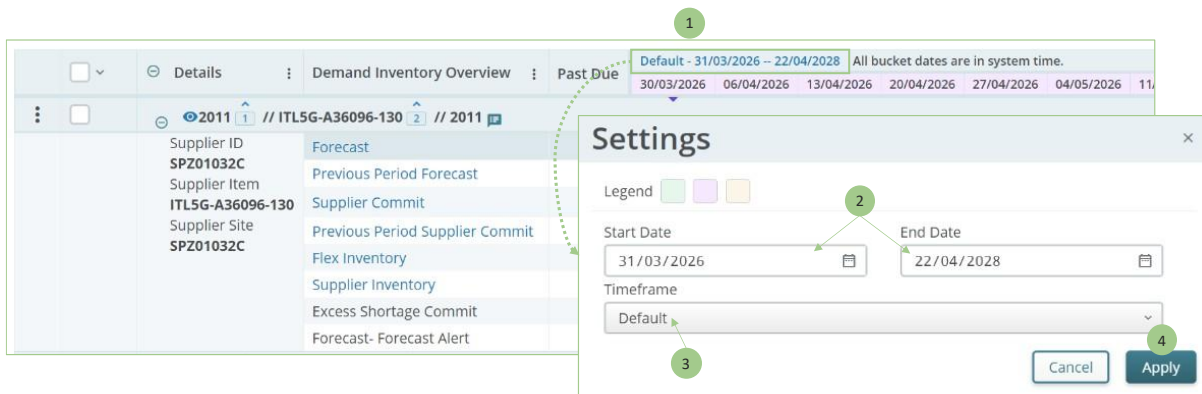 1
Details
Demand Inventory Overview
Past Due
Default - 31/03/2026 -- 22/04/2028 All bucket dates are in system time.
30/03/2026 06/04/2026 13/04/2026 20/04/2026 27/04/2026 04/05/2026 11/
2011 1 // ITL5G-A36096-130 2 // 2011
Supplier ID
SPZ01032C
Supplier Item
ITL5G-A36096-130
Supplier Site
SPZ01032C
Forecast
Previous Period Forecast
Supplier Commit
Previous Period Supplier Commit
Flex Inventory
Supplier Inventory
Excess Shortage Commit
Forecast- Forecast Alert
Settings
Legend
2
Start Date End Date
31/03/2026 22/04/2028
Timeframe
Default
3
4
Cancel Apply